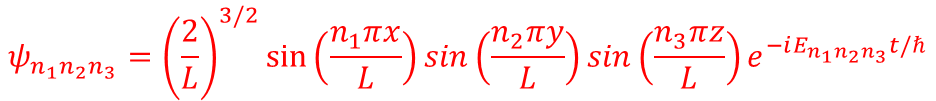 ψ_{n₁n₂n₃} = (2/L)^{3/2} sin (n₁πx/L) sin (n₂πy/L) sin (n₃πz/L) e^{−iE_{n₁n₂n₃}t/ℏ}